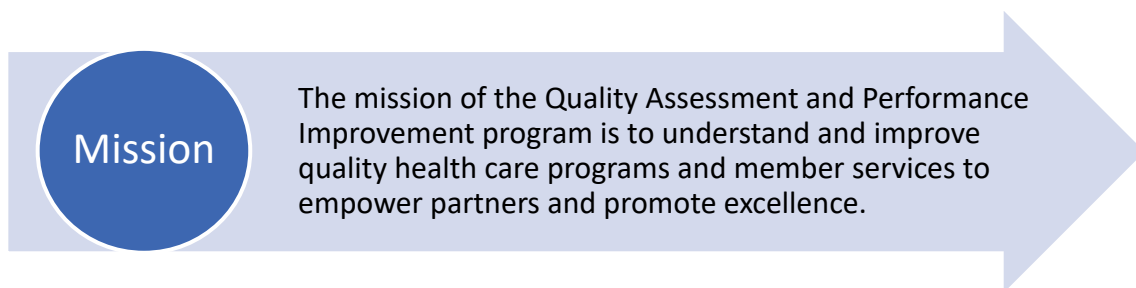 Mission
The mission of the Quality Assessment and Performance
Improvement program is to understand and improve
quality health care programs and member services to
empower partners and promote excellence.